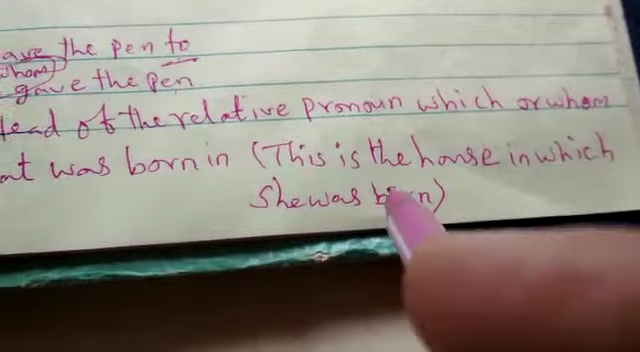 ave the pen to
(whom)
gave the pen
tead of the relative pronoun which or whom
at was born in (This is the house in which
She was born)